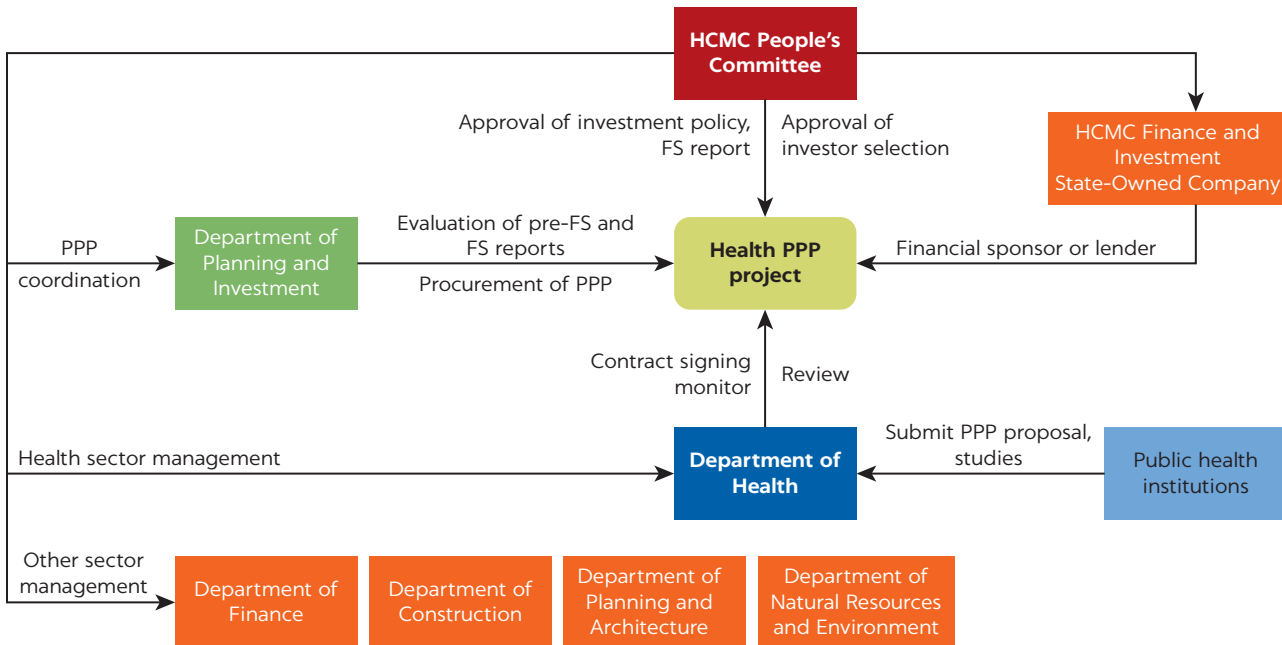 HCMC People’s
Committee
Approval of investment policy,
FS report
Approval of
investor selection
HCMC Finance and
Investment
State-Owned Company
PPP
coordination
Department of
Planning and
Investment
Evaluation of pre-FS and
FS reports
Procurement of PPP
Health PPP
project
Financial sponsor or lender
Contract signing
monitor
Review
Health sector management
Department of
Health
Submit PPP proposal,
studies
Public health
institutions
Other sector
management
Department of
Finance
Department of
Construction
Department of
Planning and
Architecture
Department of
Natural Resources
and Environment